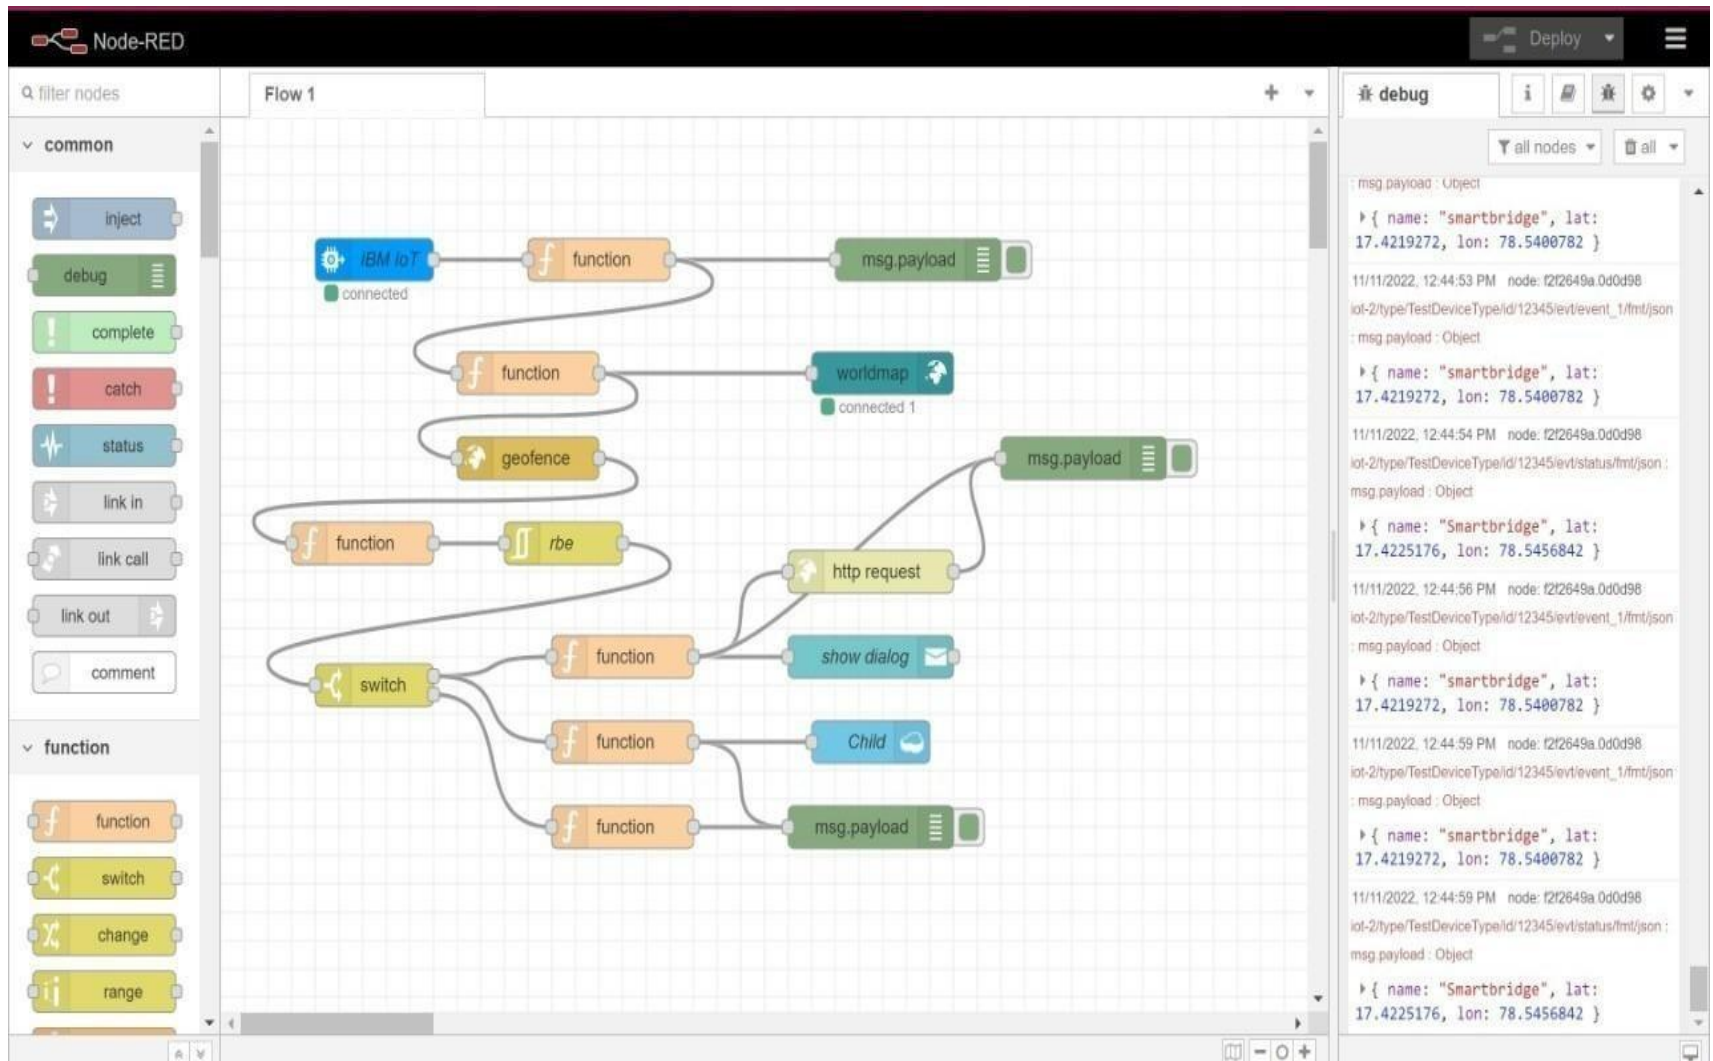 Node-RED
Deploy
filter nodes
common
inject
debug
complete
catch
status
link in
link call
link out
comment
function
function
switch
change
range
Flow 1
IBM IoT
connected
function
msg.payload
function
worldmap
connected 1
geofence
msg.payload
function
rbe
http request
function
show dialog
switch
function
Child
function
msg.payload
debug
i
all nodes
all
: msg.payload : Object
{ name: "smartbridge", lat:
17.4219272, lon: 78.5400782 }
11/11/2022, 12:44:53 PM node: f2f2649a.0d0d98
iot-2/type/TestDeviceType/id/12345/evt/event_1/fmt/json
: msg.payload : Object
{ name: "smartbridge", lat:
17.4219272, lon: 78.5400782 }
11/11/2022, 12:44:54 PM node: f2f2649a.0d0d98
iot-2/type/TestDeviceType/id/12345/evt/status/fmt/json :
msg.payload : Object
{ name: "Smartbridge", lat:
17.4225176, lon: 78.5456842 }
11/11/2022, 12:44:56 PM node: f2f2649a.0d0d98
iot-2/type/TestDeviceType/id/12345/evt/event_1/fmt/json
: msg.payload : Object
{ name: "smartbridge", lat:
17.4219272, lon: 78.5400782 }
11/11/2022, 12:44:59 PM node: f2f2649a.0d0d98
iot-2/type/TestDeviceType/id/12345/evt/event_1/fmt/json
: msg.payload : Object
{ name: "smartbridge", lat:
17.4219272, lon: 78.5400782 }
11/11/2022, 12:44:59 PM node: f2f2649a.0d0d98
iot-2/type/TestDeviceType/id/12345/evt/status/fmt/json :
msg.payload : Object
{ name: "Smartbridge", lat:
17.4225176, lon: 78.5456842 }